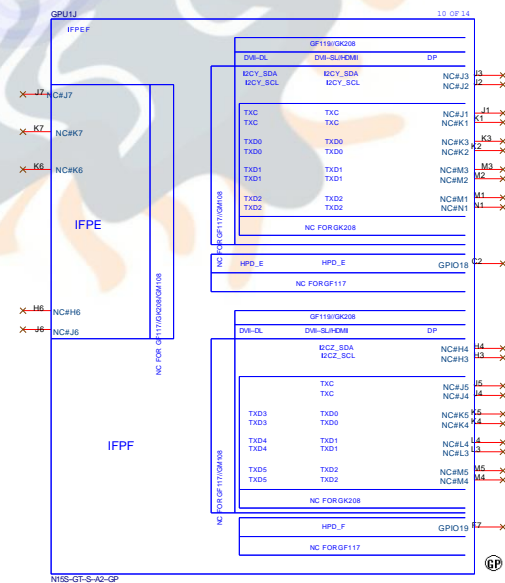 GPU1J 10 OF 14
IFPEF
GF119//GK208
DVI–DL DVI–SL/HDMI DP
I2CY_SDA I2CY_SDA NC#J3 J3
I2CY_SCL I2CY_SCL NC#J2 J2
J7 NC#J7
TXC TXC NC#J1 J1
TXC TXC NC#K1 K1
K7 NC#K7
TXD0 TXD0 NC#K3 K3
TXD0 TXD0 NC#K2 K2
K6 NC#K6
TXD1 TXD1 NC#M3 M3
TXD1 TXD1 NC#M2 M2
TXD2 TXD2 NC#M1 M1
TXD2 TXD2 NC#N1 N1
IFPE
NC FOR GK208
NC FOR GF117//GM108
NC FOR GF117//GK208//GM108
HPD_E HPD_E GPIO18 C2
NC FOR GF117
H6 NC#H6
J6 NC#J6
GF119//GK208
DVI–DL DVI–SL/HDMI DP
I2CZ_SDA NC#H4 H4
I2CZ_SCL NC#H3 H3
TXC NC#J5 J5
TXC NC#J4 J4
TXD3 TXD0 NC#K5 K5
TXD3 TXD0 NC#K4 K4
TXD4 TXD1 NC#L4 L4
TXD4 TXD1 NC#L3 L3
IFPF
TXD5 TXD2 NC#M5 M5
TXD5 TXD2 NC#M4 M4
NC FOR GK208
NC FOR GF117//GM108
HPD_F GPIO19 F7
NC FOR GF117
GP
N15S–GT–S–A2–GP